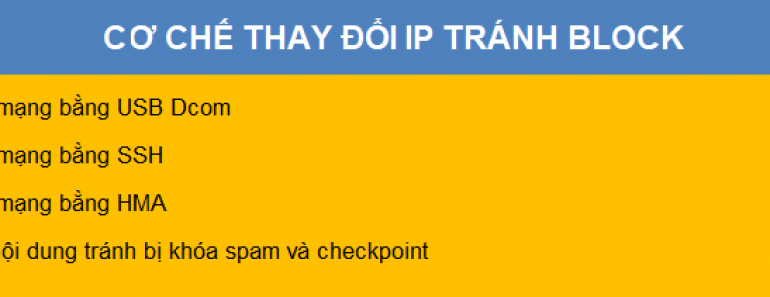 CƠ CHẾ THAY ĐỔI IP TRÁNH BLOCK
mạng bằng USB Dcom
mạng bằng SSH
mạng bằng HMA
dung tránh bị khóa spam và checkpoint